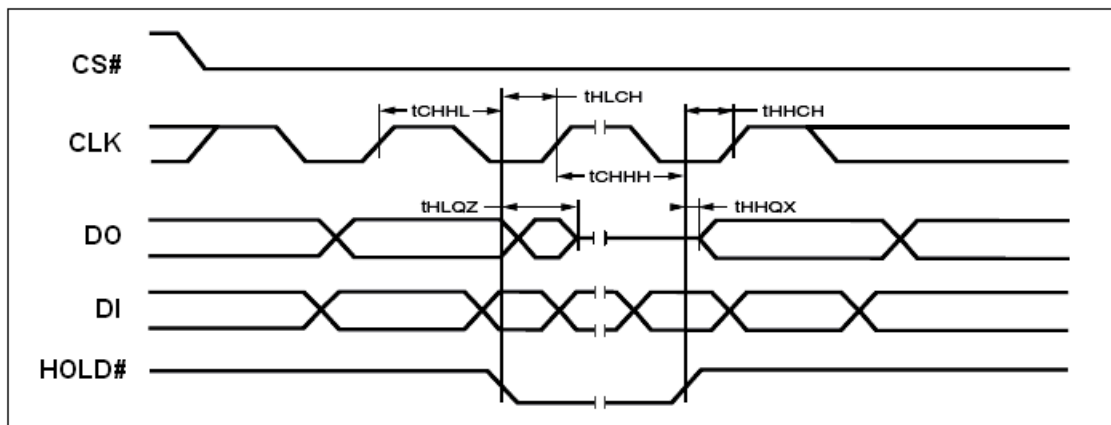 CS#
tHLCH
tHHCH
tCHHL
CLK
tCHHH
tHLQZ
tHHQX
DO
DI
HOLD#